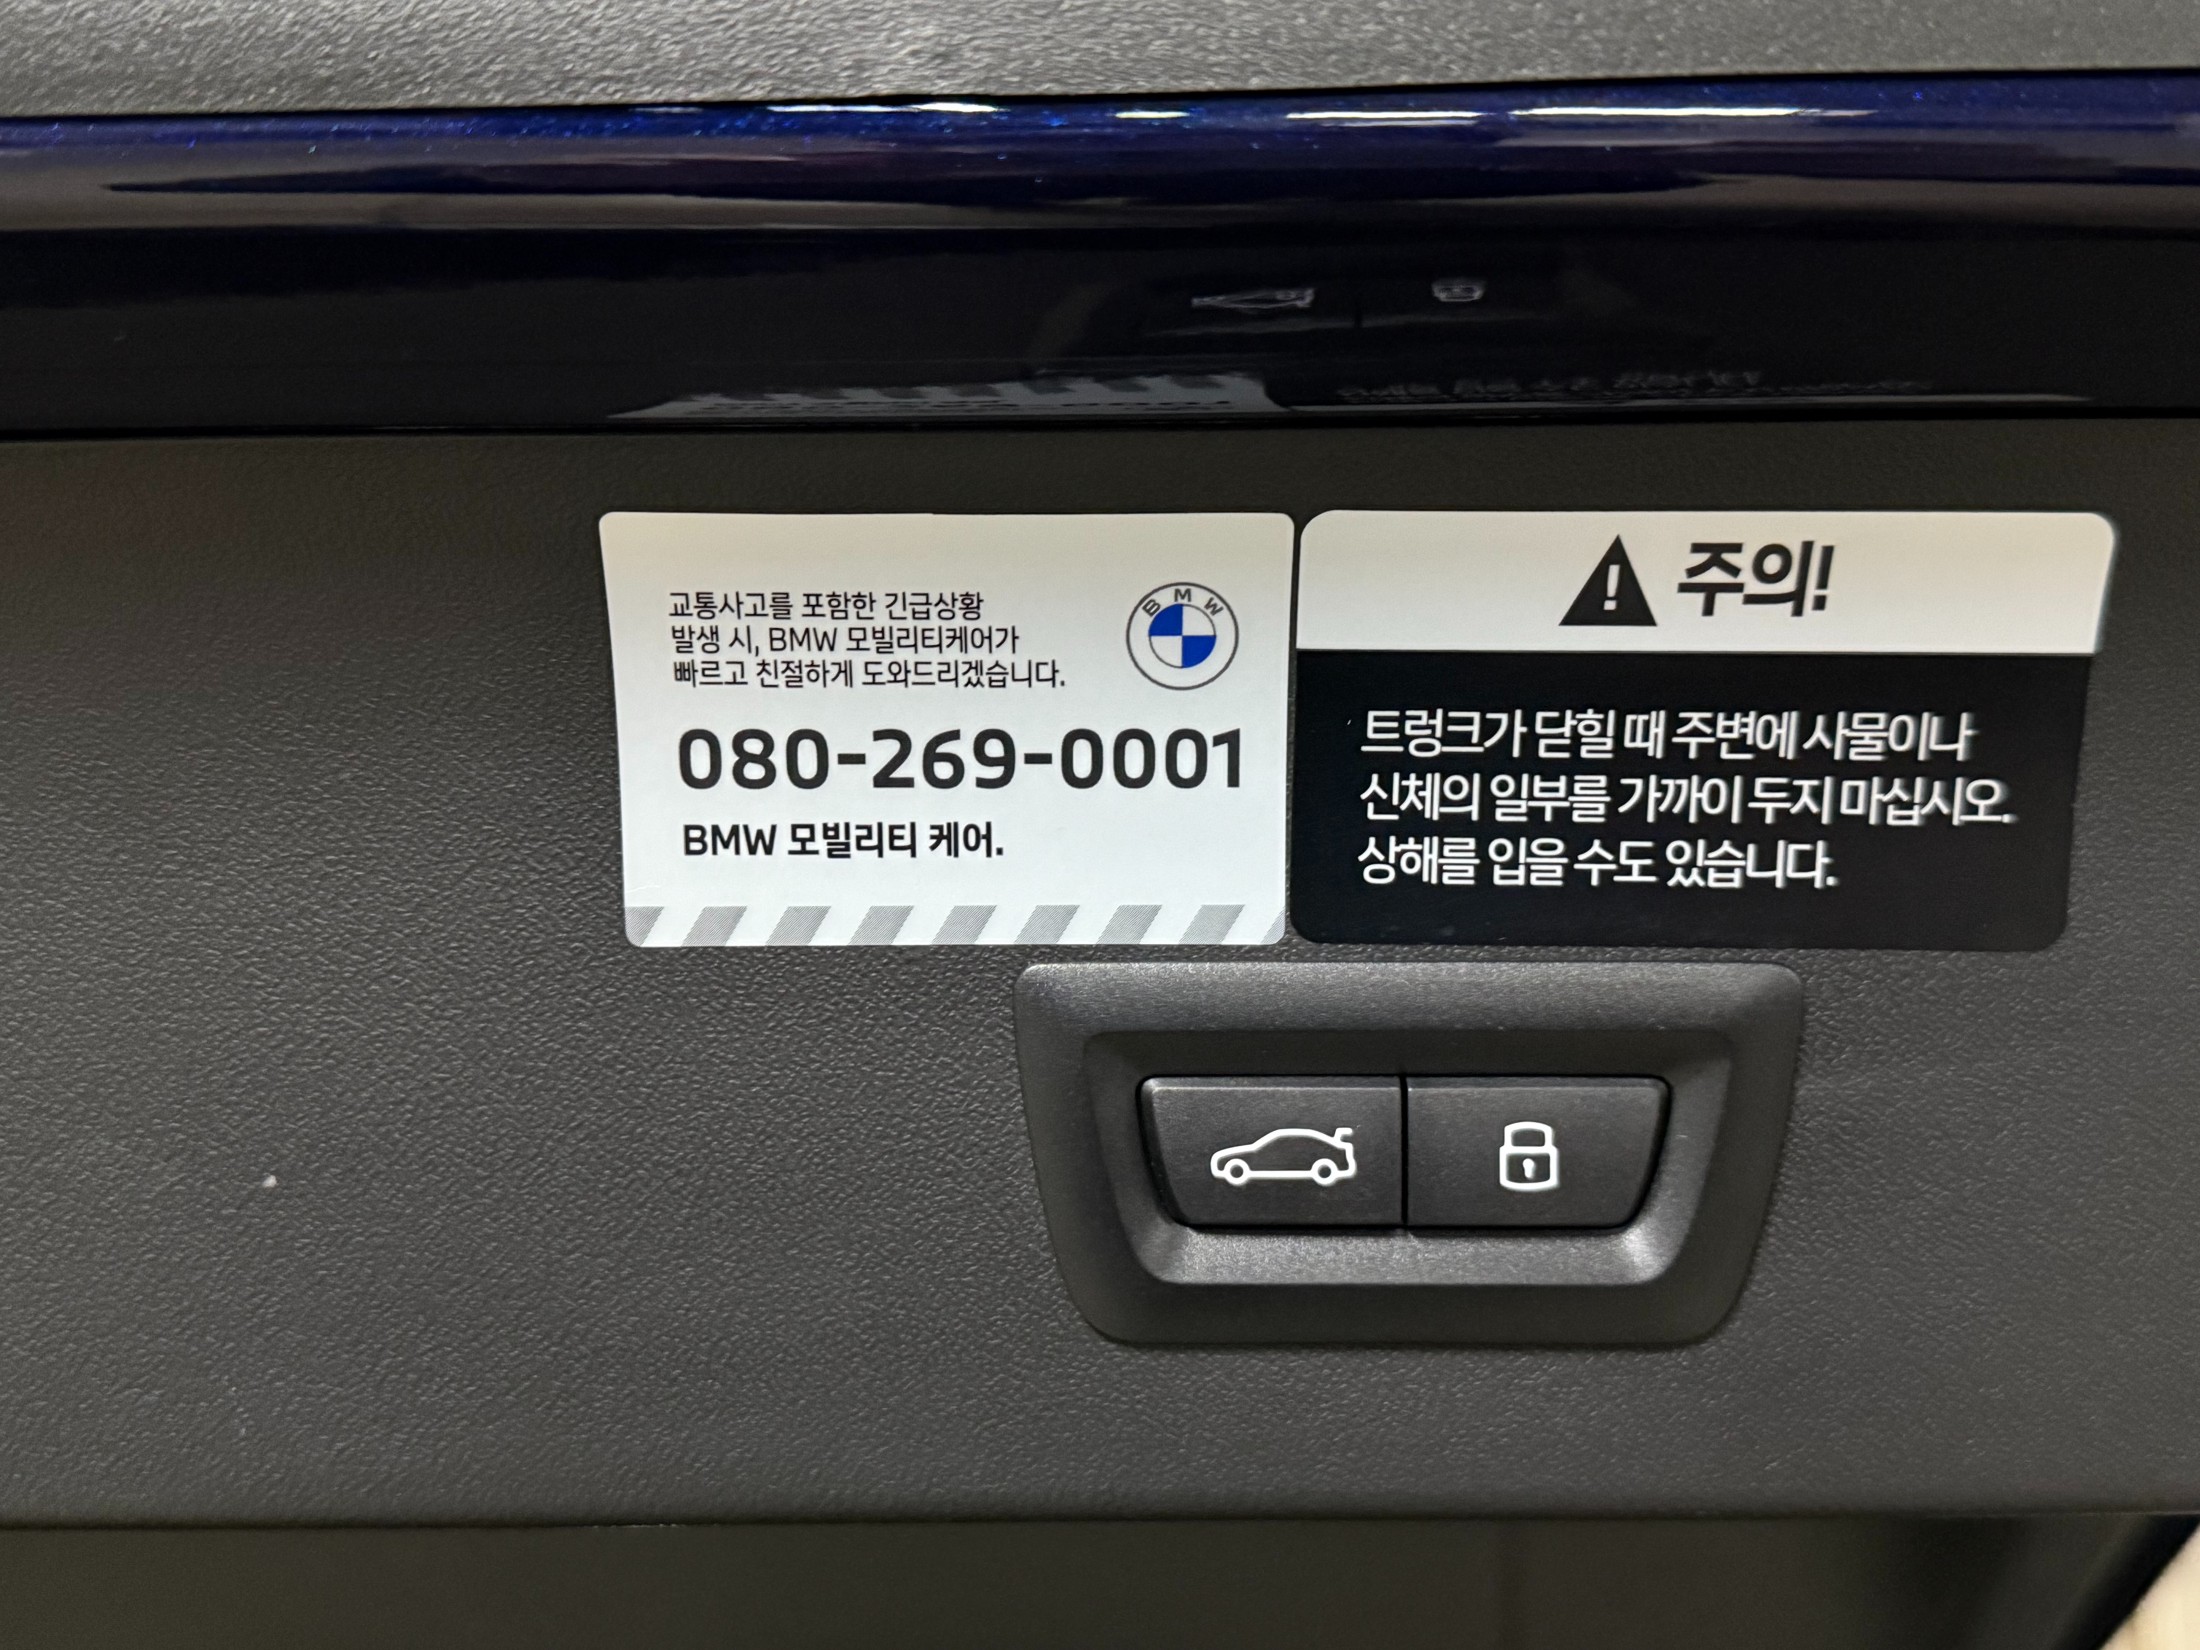 교통사고를 포함한 긴급상황
발생 시, BMW 모빌리티케어가
빠르고 친절하게 도와드리겠습니다.
BMW
080-269-0001
BMW 모빌리티 케어.
주의!
트렁크가 닫힐 때 주변에 사물이나
신체의 일부를 가까이 두지 마십시오.
상해를 입을 수도 있습니다.